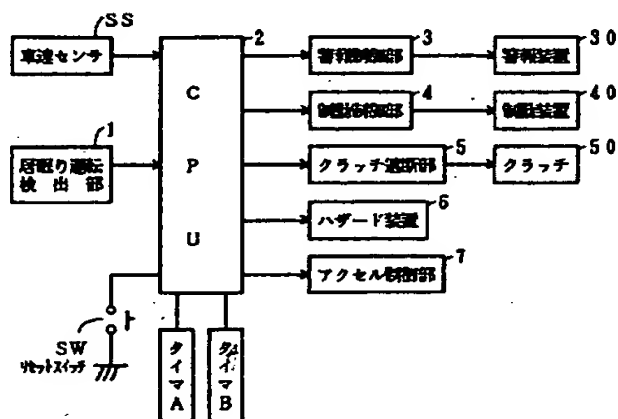 SS
車速センサ
1
居眠り運転
検出部
2
CPU
3
警報制御部
30
警報装置
4
制動制御部
40
制動装置
5
クラッチ遮断部
50
クラッチ
6
ハザード装置
7
アクセル制御部
SW
リセットスイッチ
タイマA
タイマB